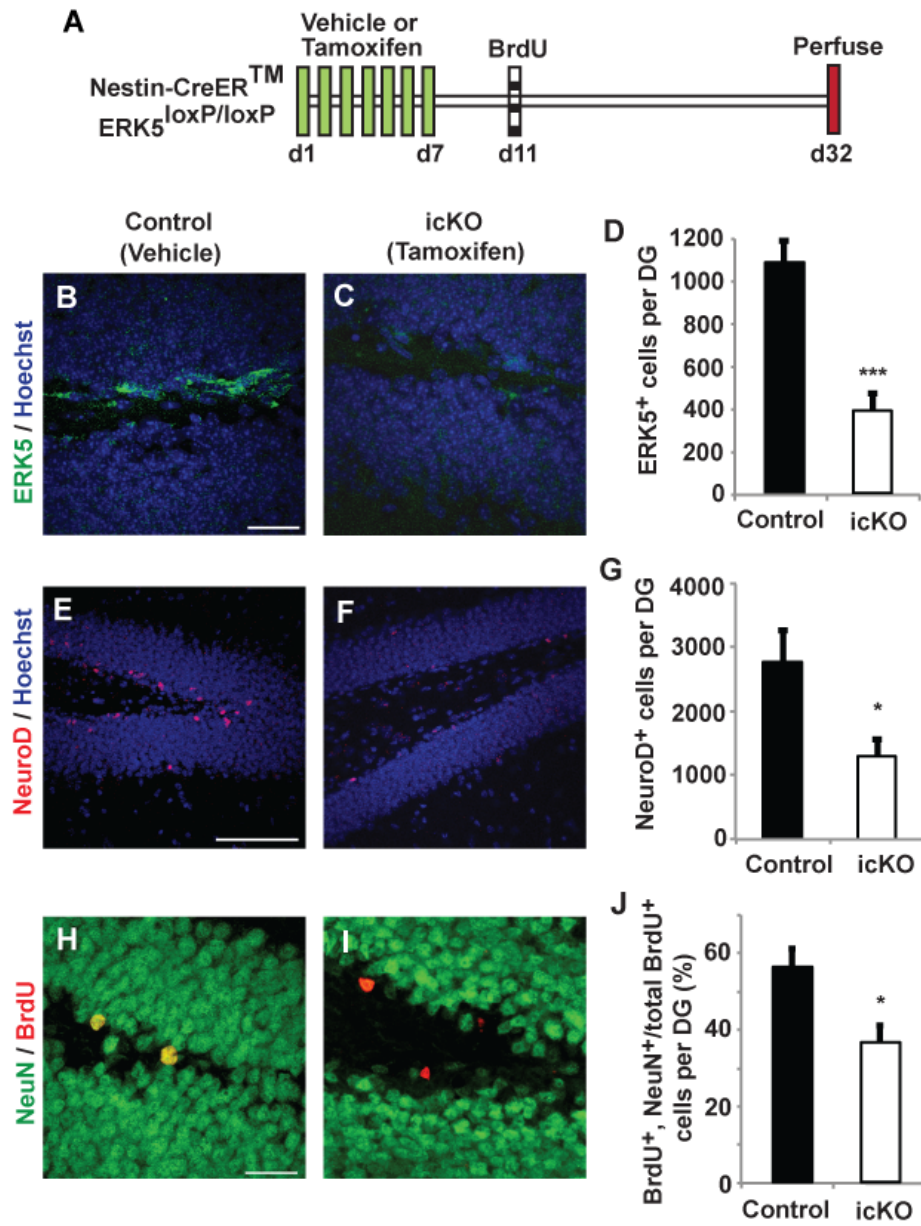 A
Vehicle or
Tamoxifen
BrdU
Perfuse
Nestin-CreER™
ERK5loxP/loxP
d1
d7
d11
d32
Control
(Vehicle)
icKO
(Tamoxifen)
B
C
ERK5 / Hoechst
D
ERK5+ cells per DG
1200
1000
800
600
400
200
0
***
Control
icKO
E
F
NeuroD / Hoechst
G
NeuroD+ cells per DG
4000
3000
2000
1000
0
*
Control
icKO
H
I
NeuN / BrdU
J
BrdU+, NeuN+/total BrdU+
cells per DG (%)
60
40
20
0
*
Control
icKO